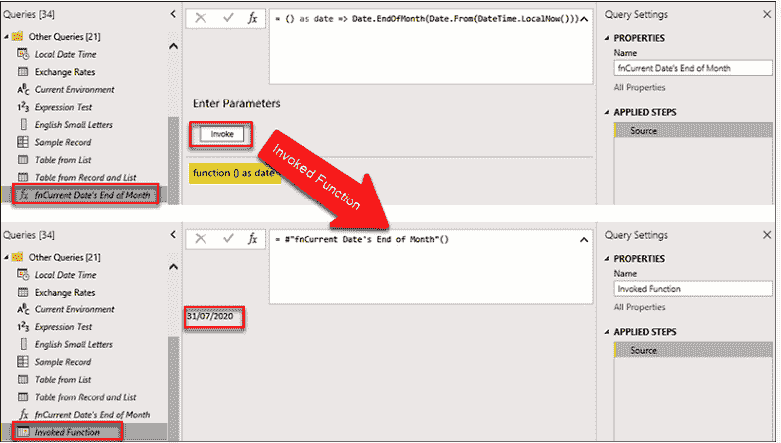 Queries [34]
Other Queries [21]
Local Date Time
Exchange Rates
Current Environment
Expression Test
English Small Letters
Sample Record
Table from List
Table from Record and List
fx fnCurrent Date's End of Month
fx = () as date => Date.EndOfMonth(Date.From(DateTime.LocalNow()))
Enter Parameters
Invoke
function () as date
Query Settings
PROPERTIES
Name
fnCurrent Date's End of Month
All Properties
APPLIED STEPS
Source
Invoked Function
Queries [34]
Other Queries [21]
Local Date Time
Exchange Rates
ABC Current Environment
123 Expression Test
English Small Letters
Sample Record
Table from List
Table from Record and List
fx fnCurrent Date's End of Month
Invoked Function
fx = #"fnCurrent Date's End of Month"()
31/07/2020
Query Settings
PROPERTIES
Name
Invoked Function
All Properties
APPLIED STEPS
Source